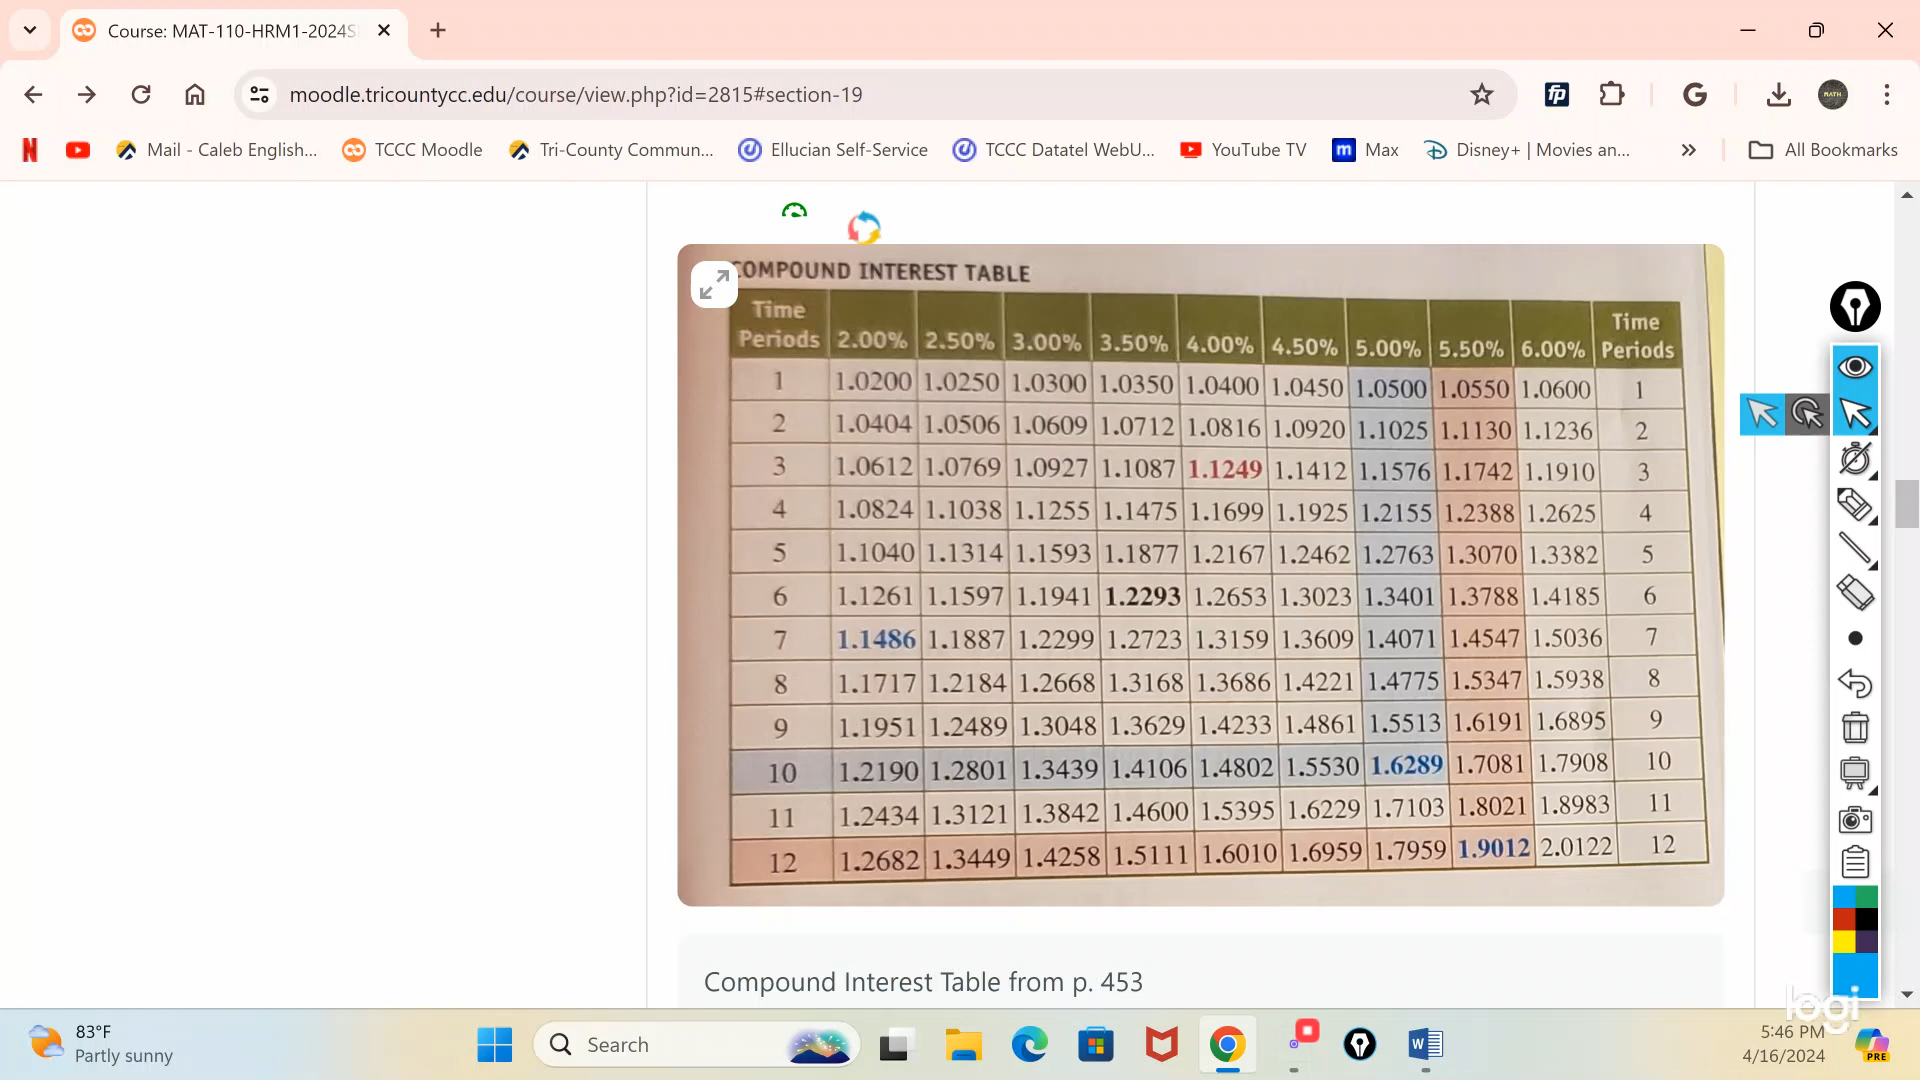 Course: MAT-110-HRM1-2024S
moodle.tricountycc.edu/course/view.php?id=2815#section-19
Mail - Caleb English...
TCCC Moodle
Tri-County Commun...
Ellucian Self-Service
TCCC Datatel WebU...
YouTube TV
m Max
Disney+ | Movies an...
All Bookmarks
COMPOUND INTEREST TABLE
Time Periods 2.00% 2.50% 3.00% 3.50% 4.00% 4.50% 5.00% 5.50% 6.00% Time Periods
1 1.0200 1.0250 1.0300 1.0350 1.0400 1.0450 1.0500 1.0550 1.0600 1
2 1.0404 1.0506 1.0609 1.0712 1.0816 1.0920 1.1025 1.1130 1.1236 2
3 1.0612 1.0769 1.0927 1.1087 1.1249 1.1412 1.1576 1.1742 1.1910 3
4 1.0824 1.1038 1.1255 1.1475 1.1699 1.1925 1.2155 1.2388 1.2625 4
5 1.1040 1.1314 1.1593 1.1877 1.2167 1.2462 1.2763 1.3070 1.3382 5
6 1.1261 1.1597 1.1941 1.2293 1.2653 1.3023 1.3401 1.3788 1.4185 6
7 1.1486 1.1887 1.2299 1.2723 1.3159 1.3609 1.4071 1.4547 1.5036 7
8 1.1717 1.2184 1.2668 1.3168 1.3686 1.4221 1.4775 1.5347 1.5938 8
9 1.1951 1.2489 1.3048 1.3629 1.4233 1.4861 1.5513 1.6191 1.6895 9
10 1.2190 1.2801 1.3439 1.4106 1.4802 1.5530 1.6289 1.7081 1.7908 10
11 1.2434 1.3121 1.3842 1.4600 1.5395 1.6229 1.7103 1.8021 1.8983 11
12 1.2682 1.3449 1.4258 1.5111 1.6010 1.6959 1.7959 1.9012 2.0122 12
Compound Interest Table from p. 453
logi
83°F
Partly sunny
Search
5:46 PM
4/16/2024
PRE